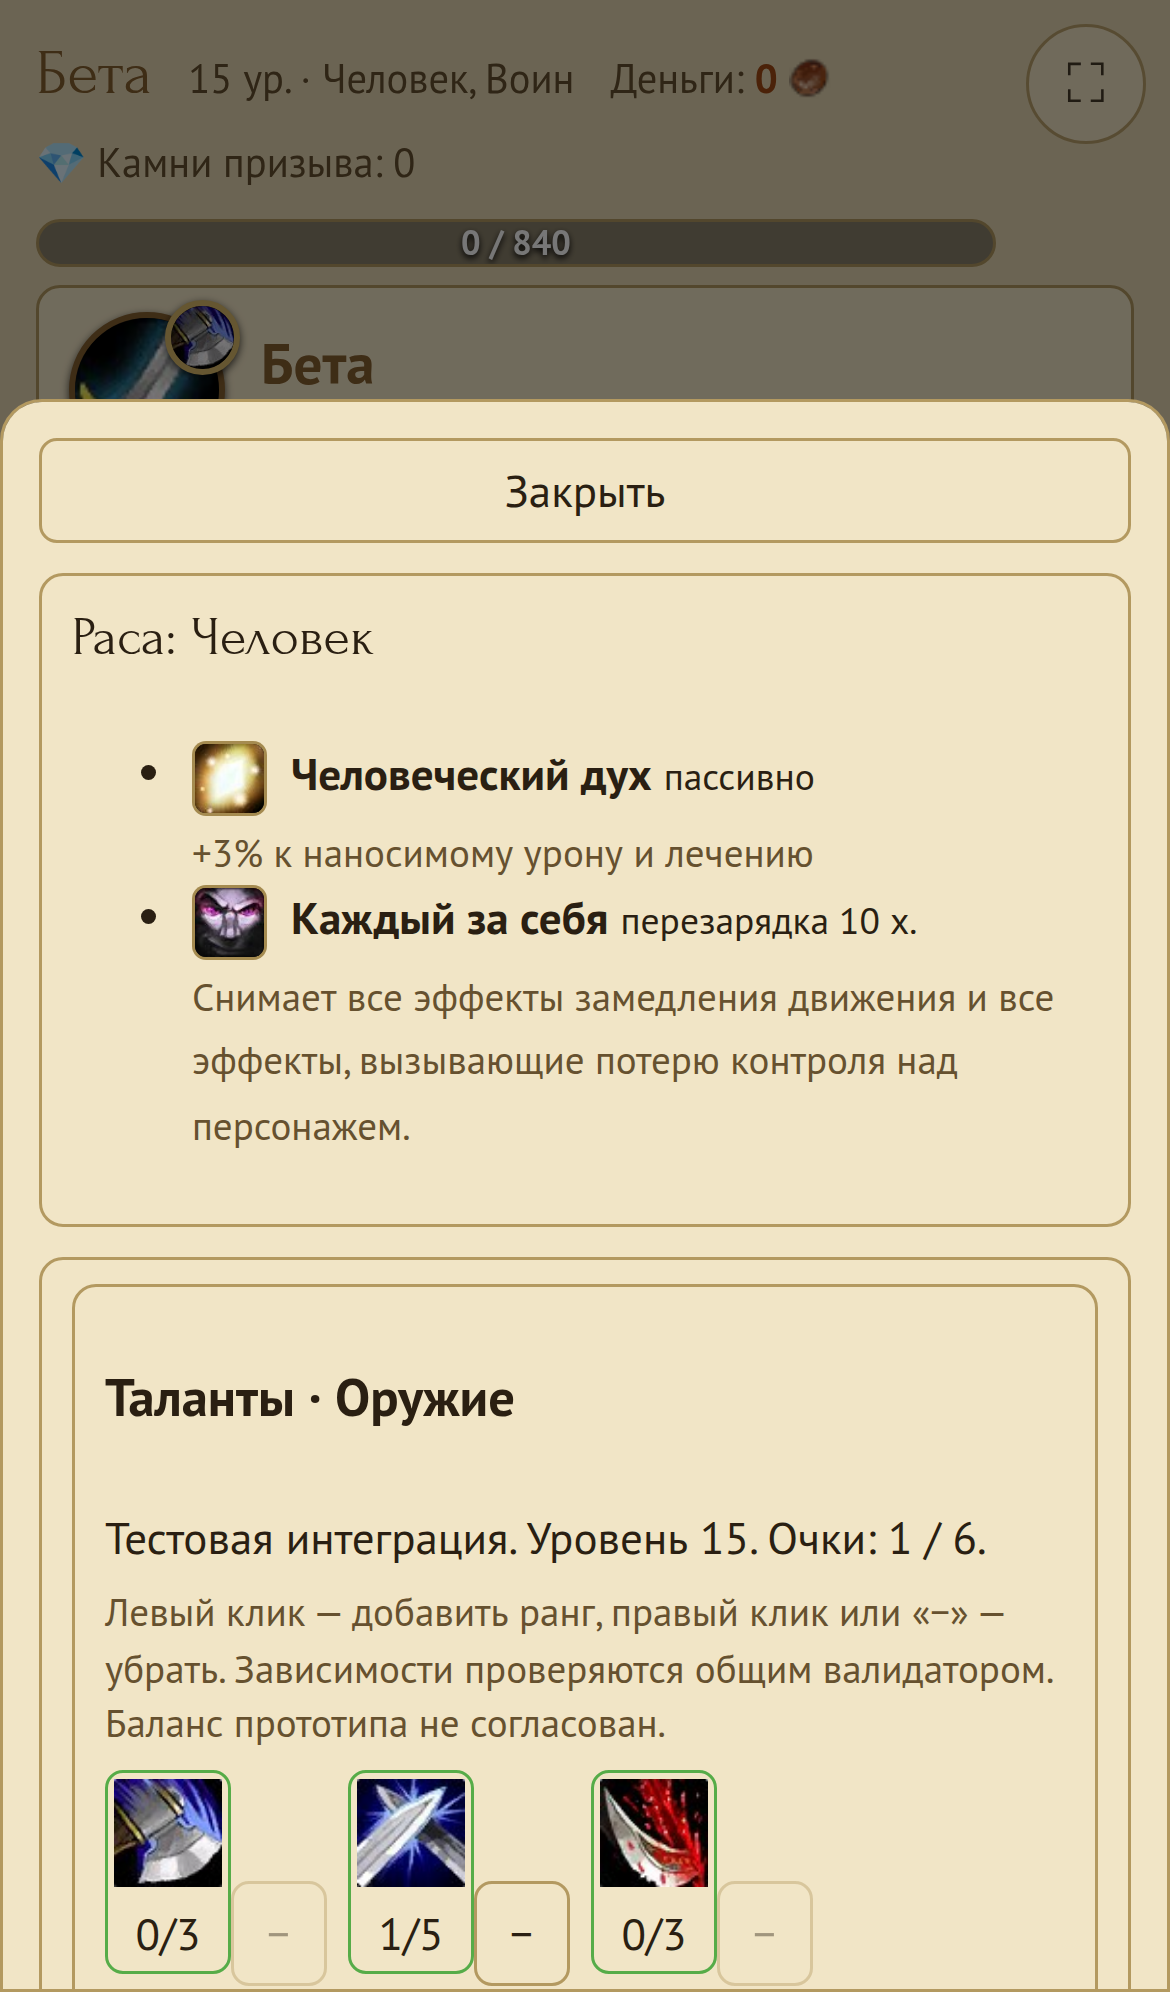 Бета 15 ур. · Человек, Воин Деньги: 0
Камни призыва: 0
0 / 840
Бета
Закрыть
Раса: Человек
• Человеческий дух пассивно
+3% к наносимому урону и лечению
• Каждый за себя перезарядка 10 х.
Снимает все эффекты замедления движения и все
эффекты, вызывающие потерю контроля над
персонажем.
Таланты · Оружие
Тестовая интеграция. Уровень 15. Очки: 1 / 6.
Левый клик — добавить ранг, правый клик или «−» —
убрать. Зависимости проверяются общим валидатором.
Баланс прототипа не согласован.
0/3 − 1/5 − 0/3 −